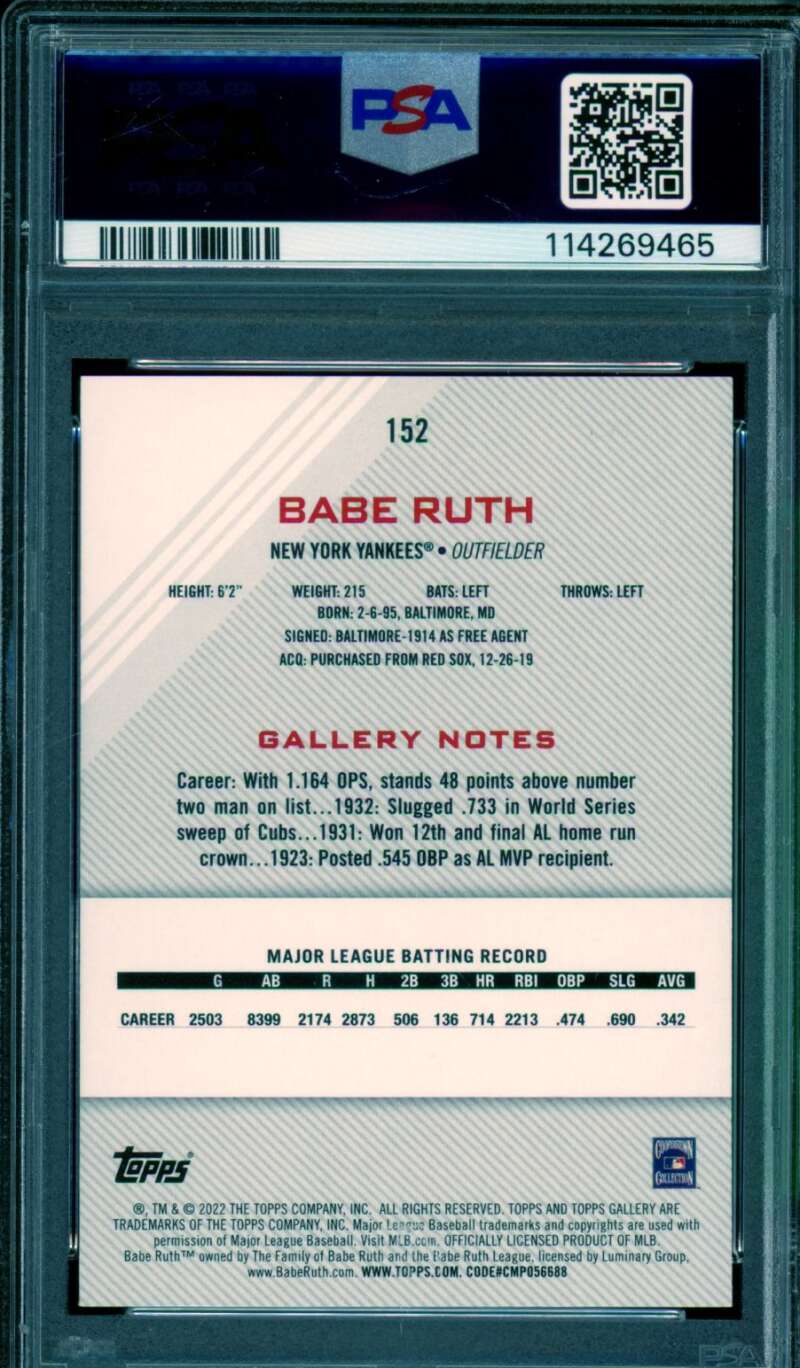 PSA
114269465
152
BABE RUTH
NEW YORK YANKEES® • OUTFIELDER
HEIGHT: 6'2" WEIGHT: 215 BATS: LEFT THROWS: LEFT
BORN: 2-6-95, BALTIMORE, MD
SIGNED: BALTIMORE-1914 AS FREE AGENT
ACQ: PURCHASED FROM RED SOX, 12-26-19
GALLERY NOTES
Career: With 1.164 OPS, stands 48 points above number
two man on list...1932: Slugged .733 in World Series
sweep of Cubs...1931: Won 12th and final AL home run
crown...1923: Posted .545 OBP as AL MVP recipient.
MAJOR LEAGUE BATTING RECORD
G AB R H 2B 3B HR RBI OBP SLG AVG
CAREER 2503 8399 2174 2873 506 136 714 2213 .474 .690 .342
topps
COOPERSTOWN
COLLECTION
®, TM & © 2022 THE TOPPS COMPANY, INC. ALL RIGHTS RESERVED. TOPPS AND TOPPS GALLERY ARE
TRADEMARKS OF THE TOPPS COMPANY, INC. Major League Baseball trademarks and copyrights are used with
permission of Major League Baseball. Visit MLB.com. OFFICIALLY LICENSED PRODUCT OF MLB.
Babe Ruth™ owned by The Family of Babe Ruth and the Babe Ruth League, licensed by Luminary Group,
www.BabeRuth.com. WWW.TOPPS.COM. CODE#CMP056688
PSA